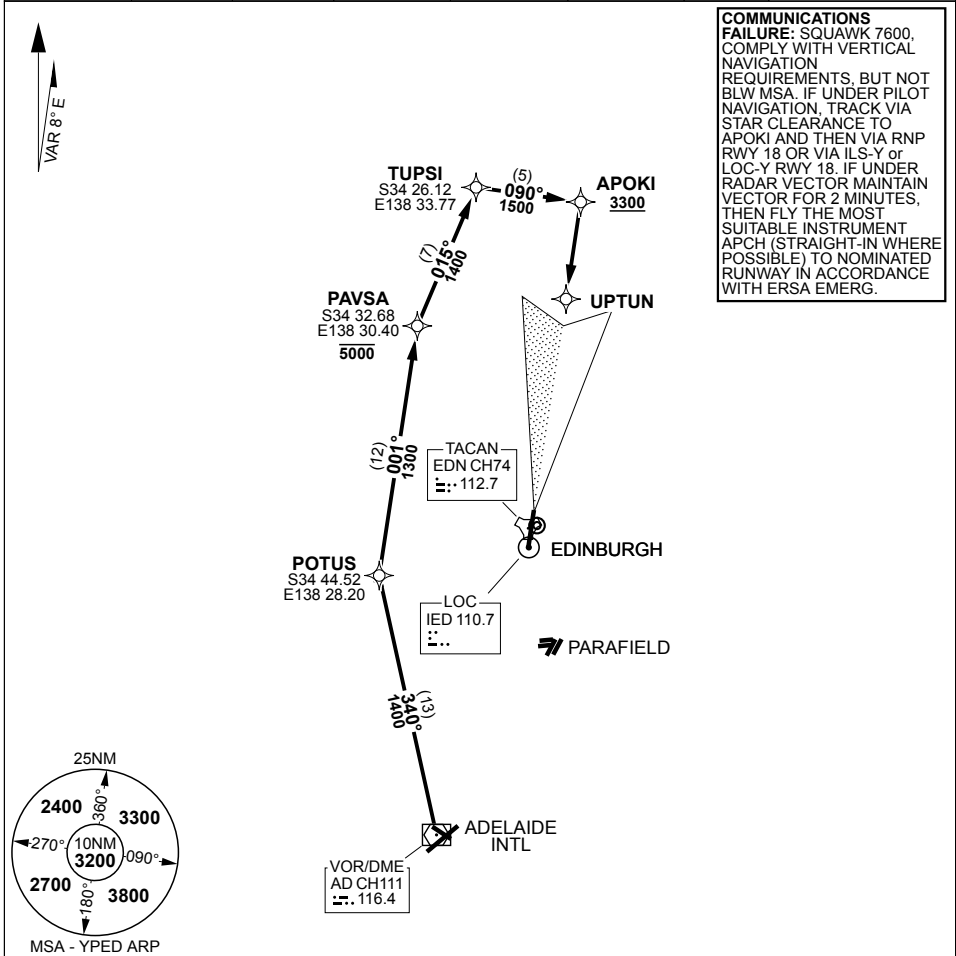 COMMUNICATIONS
FAILURE: SQUAWK 7600,
COMPLY WITH VERTICAL
NAVIGATION
REQUIREMENTS, BUT NOT
BLW MSA. IF UNDER PILOT
NAVIGATION, TRACK VIA
STAR CLEARANCE TO
APOKI AND THEN VIA RNP
RWY 18 OR VIA ILS-Y or
LOC-Y RWY 18. IF UNDER
RADAR VECTOR MAINTAIN
VECTOR FOR 2 MINUTES,
THEN FLY THE MOST
SUITABLE INSTRUMENT
APCH (STRAIGHT-IN WHERE
POSSIBLE) TO NOMINATED
RUNWAY IN ACCORDANCE
WITH ERSA EMERG.
VAR 8° E
TUPSI
S34 26.12
E138 33.77
(5)
090°
1500
APOKI
3300
(7)
015°
1400
PAVSA
S34 32.68
E138 30.40
5000
UPTUN
(12)
001°
1300
TACAN
EDN CH74
112.7
EDINBURGH
POTUS
S34 44.52
E138 28.20
LOC
IED 110.7
PARAFIELD
(13)
340°
1400
ADELAIDE
INTL
VOR/DME
AD CH111
116.4
25NM
2400
360°
3300
270°
10NM
3200
090°
2700
180°
3800
MSA - YPED ARP